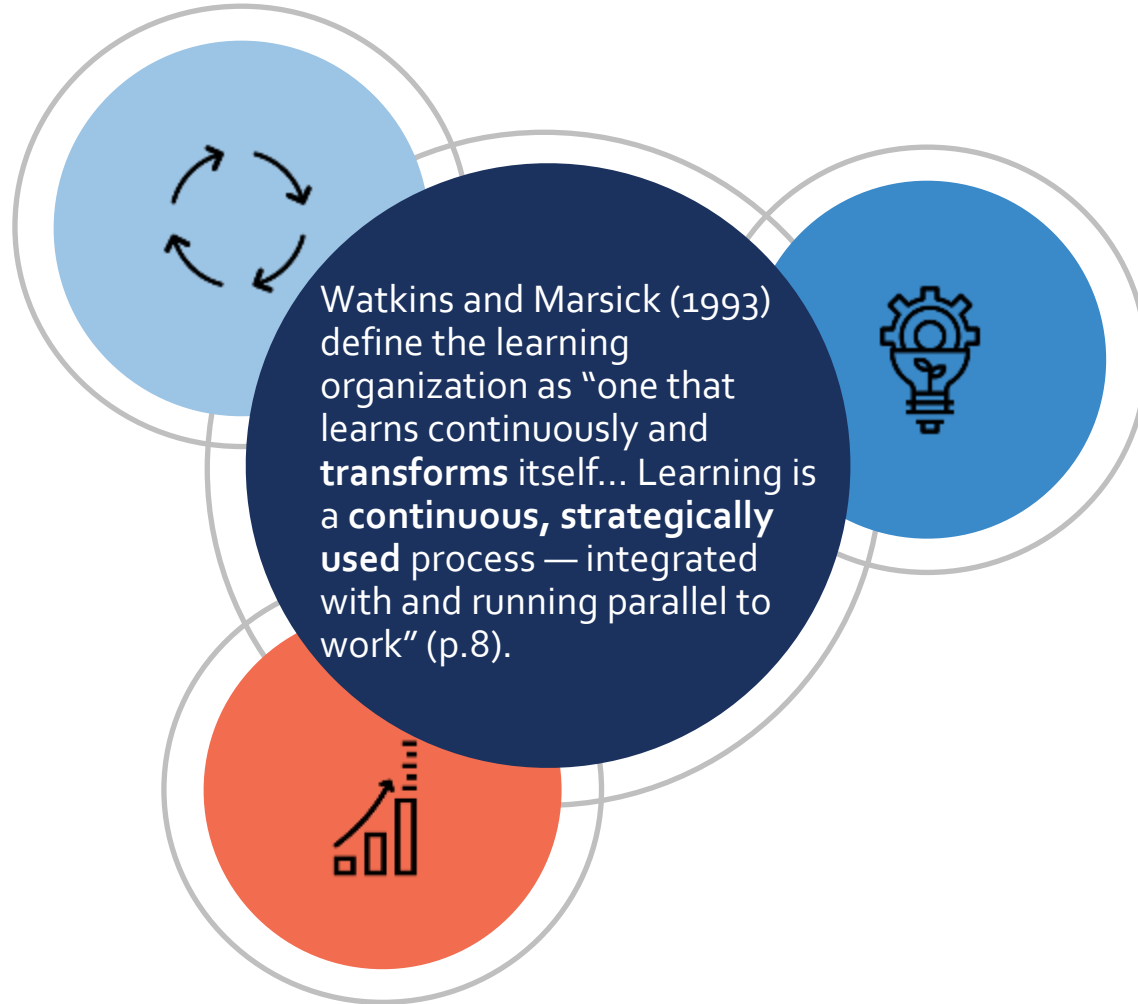 Watkins and Marsick (1993)
define the learning
organization as “one that
learns continuously and
transforms itself... Learning is
a continuous, strategically
used process — integrated
with and running parallel to
work” (p.8).